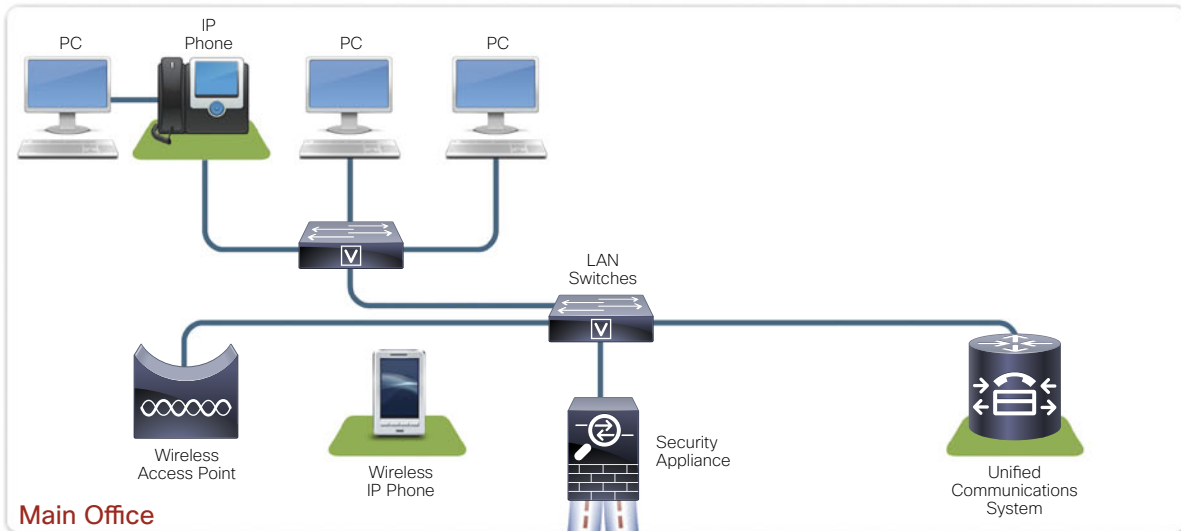 PC
IP
Phone
PC
PC
V
LAN
Switches
V
Wireless
Access Point
Wireless
IP Phone
Security
Appliance
Unified
Communications
System
Main Office